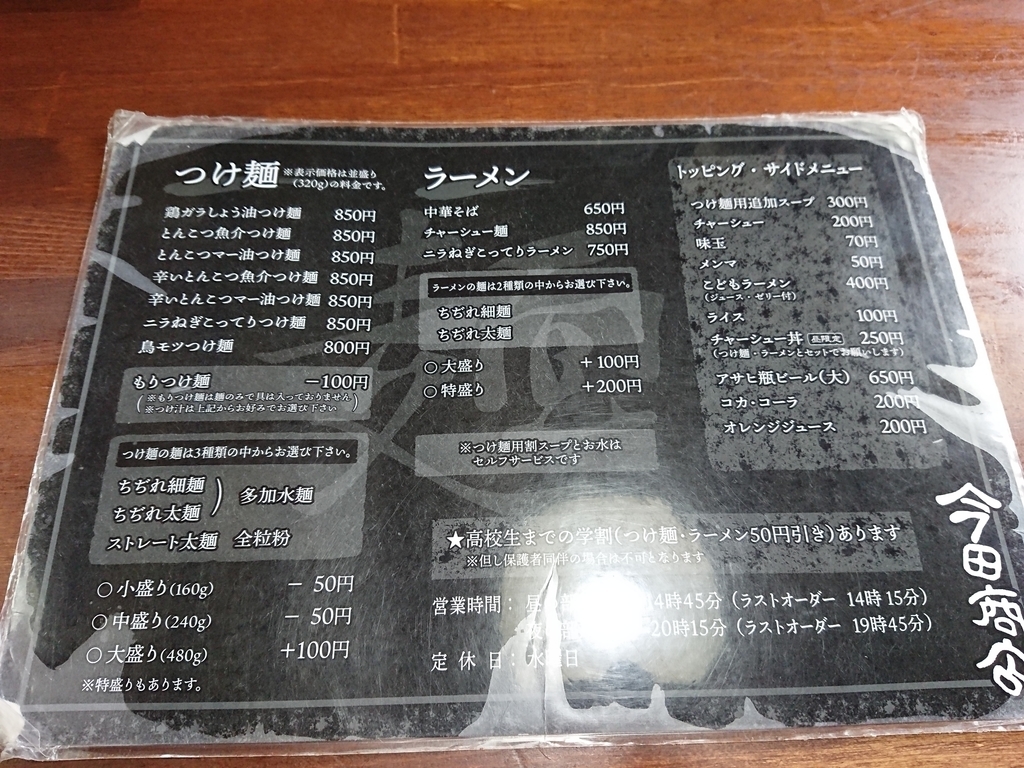 つけ麺 ※表示価格は並盛り
(320g)の料金です。
鶏ガラしょう油つけ麺 850円
とんこつ魚介つけ麺 850円
とんこつマー油つけ麺 850円
辛いとんこつ魚介つけ麺 850円
辛いとんこつマー油つけ麺 850円
ニラねぎこってりつけ麺 850円
鳥モツつけ麺 800円
もりつけ麺 −100円
(※もりつけ麺は麺のみで具は入っておりません
※つけ汁は上記からお好みでお選び下さい)
つけ麺の麺は3種類の中からお選び下さい。
ちぢれ細麺
ちぢれ太麺 ) 多加水麺
ストレート太麺 全粒粉
○小盛り(160g) − 50円
○中盛り(240g) − 50円
○大盛り(480g) +100円
※特盛りもあります。
ラーメン
中華そば 650円
チャーシュー麺 850円
ニラねぎこってりラーメン 750円
ラーメンの麺は2種類の中からお選び下さい。
ちぢれ細麺
ちぢれ太麺
○大盛り +100円
○特盛り +200円
※つけ麺用割スープとお水は
セルフサービスです
トッピング・サイドメニュー
つけ麺用追加スープ 300円
チャーシュー 200円
味玉 70円
メンマ 50円
こどもラーメン 400円
(ジュース・ゼリー付)
ライス 100円
チャーシュー丼 昼限定 250円
(つけ麺・ラーメンとセットでお願いします)
アサヒ瓶ビール(大) 650円
コカ・コーラ 200円
オレンジジュース 200円
★高校生までの学割(つけ麺・ラーメン50円引き)あります
※但し保護者同伴の場合は不可となります
営業時間: 昼の部 14時45分 (ラストオーダー 14時15分)
夜の部 20時15分 (ラストオーダー 19時45分)
定休日: 水曜日
今田商店
麺